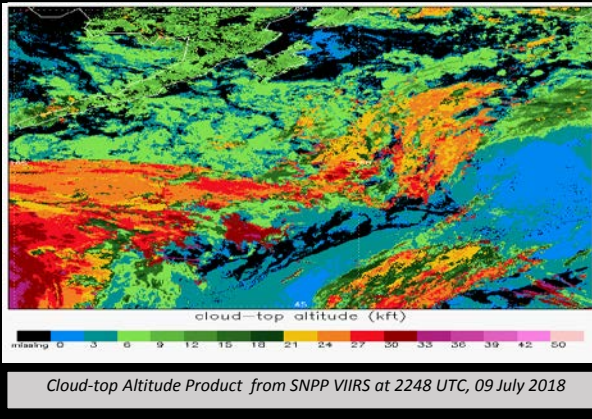 45
cloud-top altitude (kft)
missing 0 3 6 9 12 15 18 21 24 27 30 33 36 39 42 50
Cloud-top Altitude Product from SNPP VIIRS at 2248 UTC, 09 July 2018